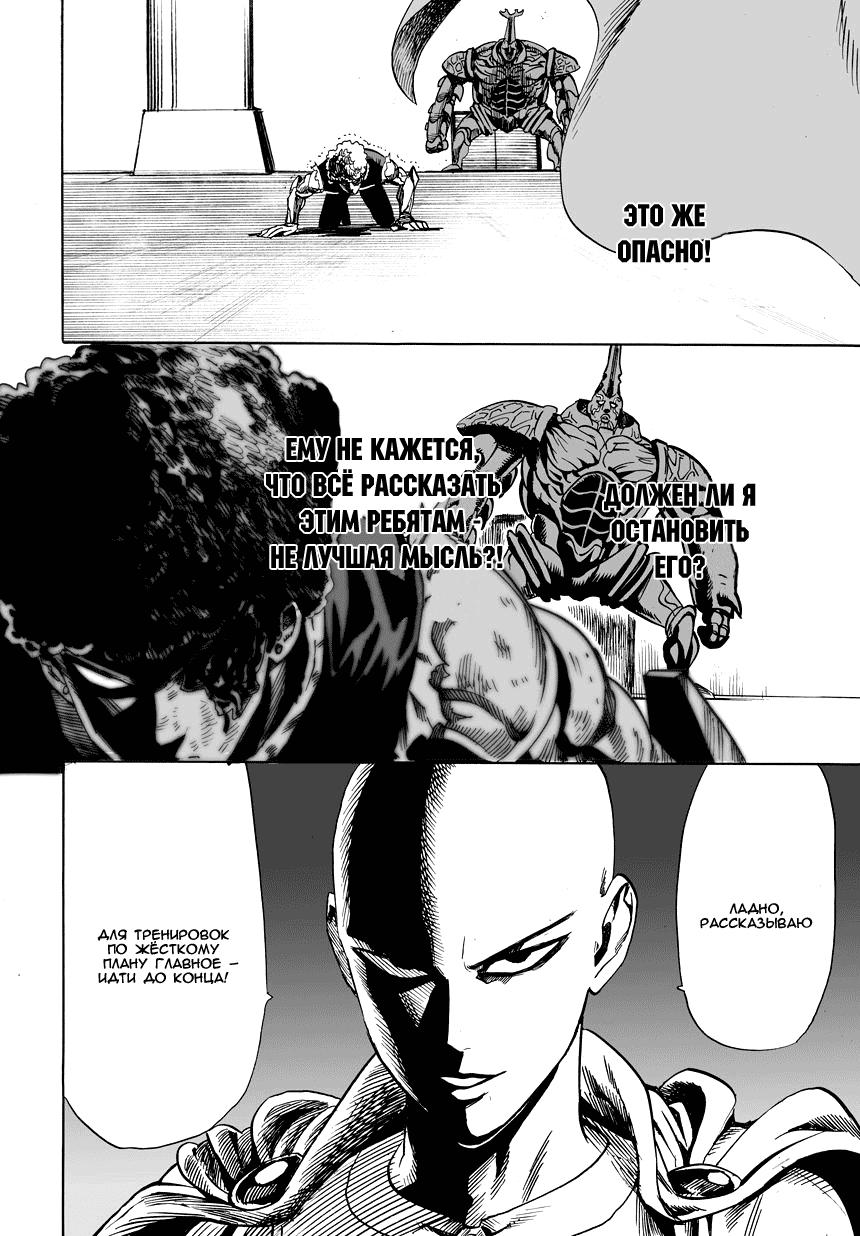 ЭТО ЖЕ
ОПАСНО!
ДОЛЖЕН ЛИ Я
ОСТАНОВИТЬ
ЕГО?
ЕМУ НЕ КАЖЕТСЯ,
ЧТО ВСЁ РАССКАЗАТЬ
ЭТИМ РЕБЯТАМ -
НЕ ЛУЧШАЯ МЫСЛЬ?!
ЛАДНО,
РАССКАЗЫВАЮ
ДЛЯ ТРЕНИРОВОК
ПО ЖЁСТКОМУ
ПЛАНУ ГЛАВНОЕ –
ИДТИ ДО КОНЦА!